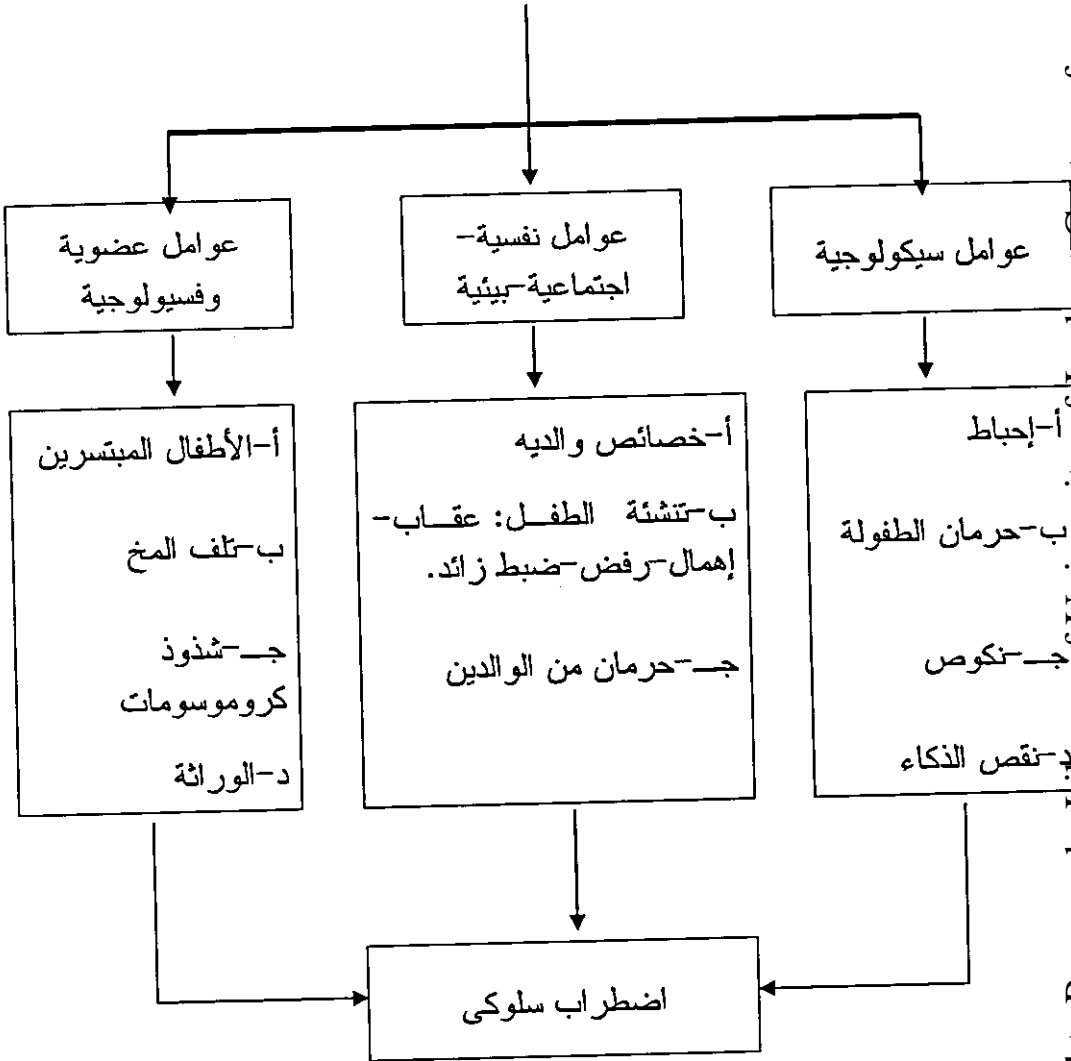 عوامل سيكولوجية
عوامل نفسية-
اجتماعية-بيئية
عوامل عضوية
وفسيولوجية
أ-إحباط
ب-حرمان الطفولة
جـ-نكوص
د-نقص الذكاء
أ-خصائص والديه
ب-تنشئة الطفل: عقاب-
إهمال-رفض-ضبط زائد.
جـ-حرمان من الوالدين
أ-الأطفال المبتسرين
ب-تلف المخ
جـ-شذوذ
كروموسومات
د-الوراثة
اضطراب سلوكى